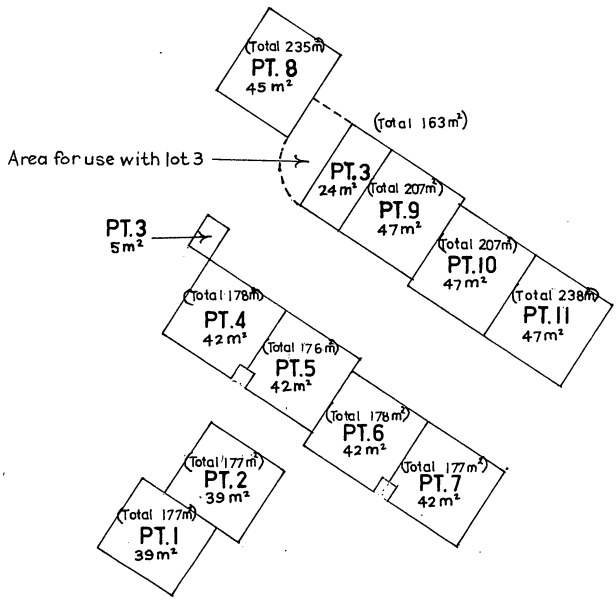 (Total 235m²)
PT. 8
45 m²
(Total 163m²)
Area for use with lot 3
PT.3
24 m²
(Total 207m²)
PT.9
47 m²
PT.3
5 m²
(Total 207m²)
PT.10
47 m²
(Total 238m²)
PT.11
47 m²
(Total 178m²)
PT.4
42 m²
(Total 176m²)
PT.5
42 m²
(Total 178m²)
PT.6
42 m²
(Total 177m²)
PT.7
42 m²
(Total 177m²)
PT.2
39 m²
(Total 177m²)
PT.1
39 m²